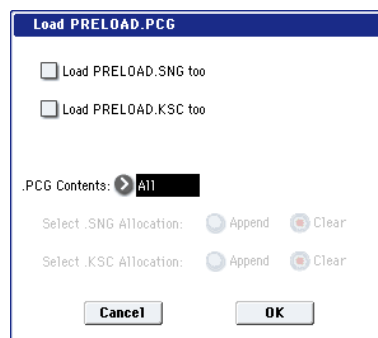 Load PRELOAD.PCG
Load PRELOAD.SNG too
Load PRELOAD.KSC too
.PCG Contents: All
Select .SNG Allocation: Append Clear
Select .KSC Allocation: Append Clear
Cancel OK